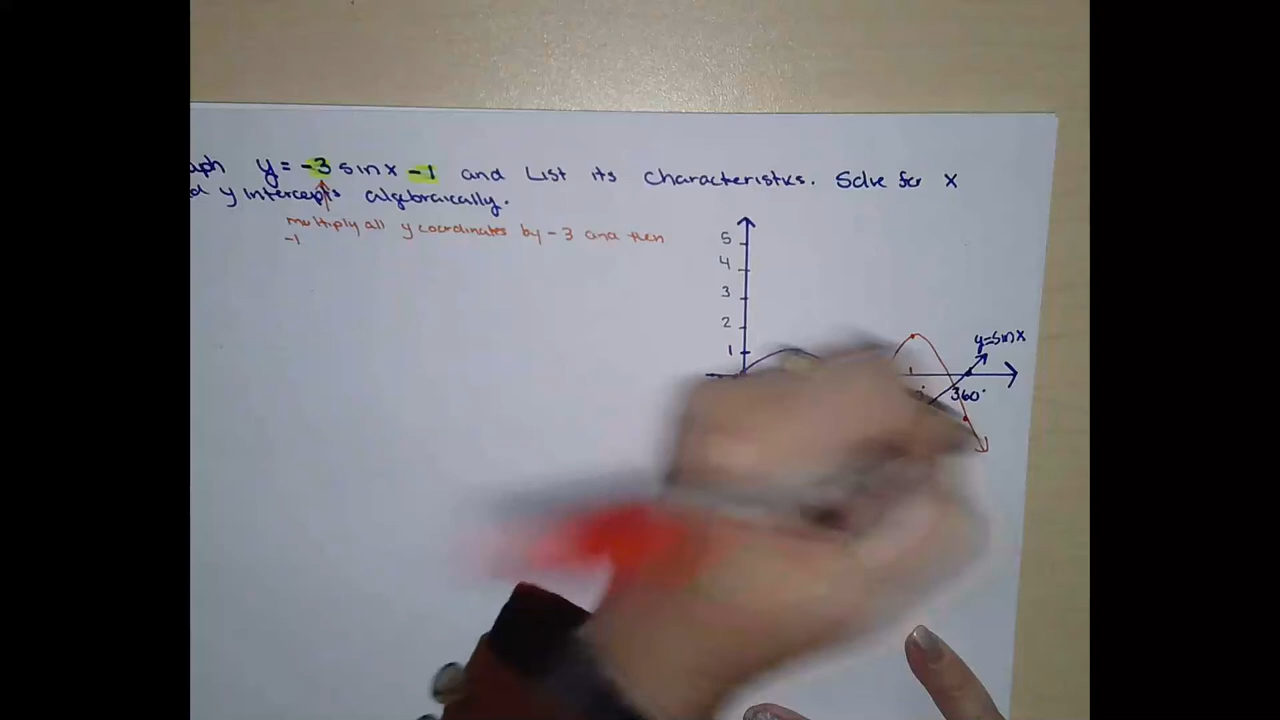 aph y = -3 sin x - 1 and List its characteristics. Solve for x
d y intercepts algebraically.
multiply all y coordinates by -3 and then
-1
5
4
3
2
1
y=sin x
360°